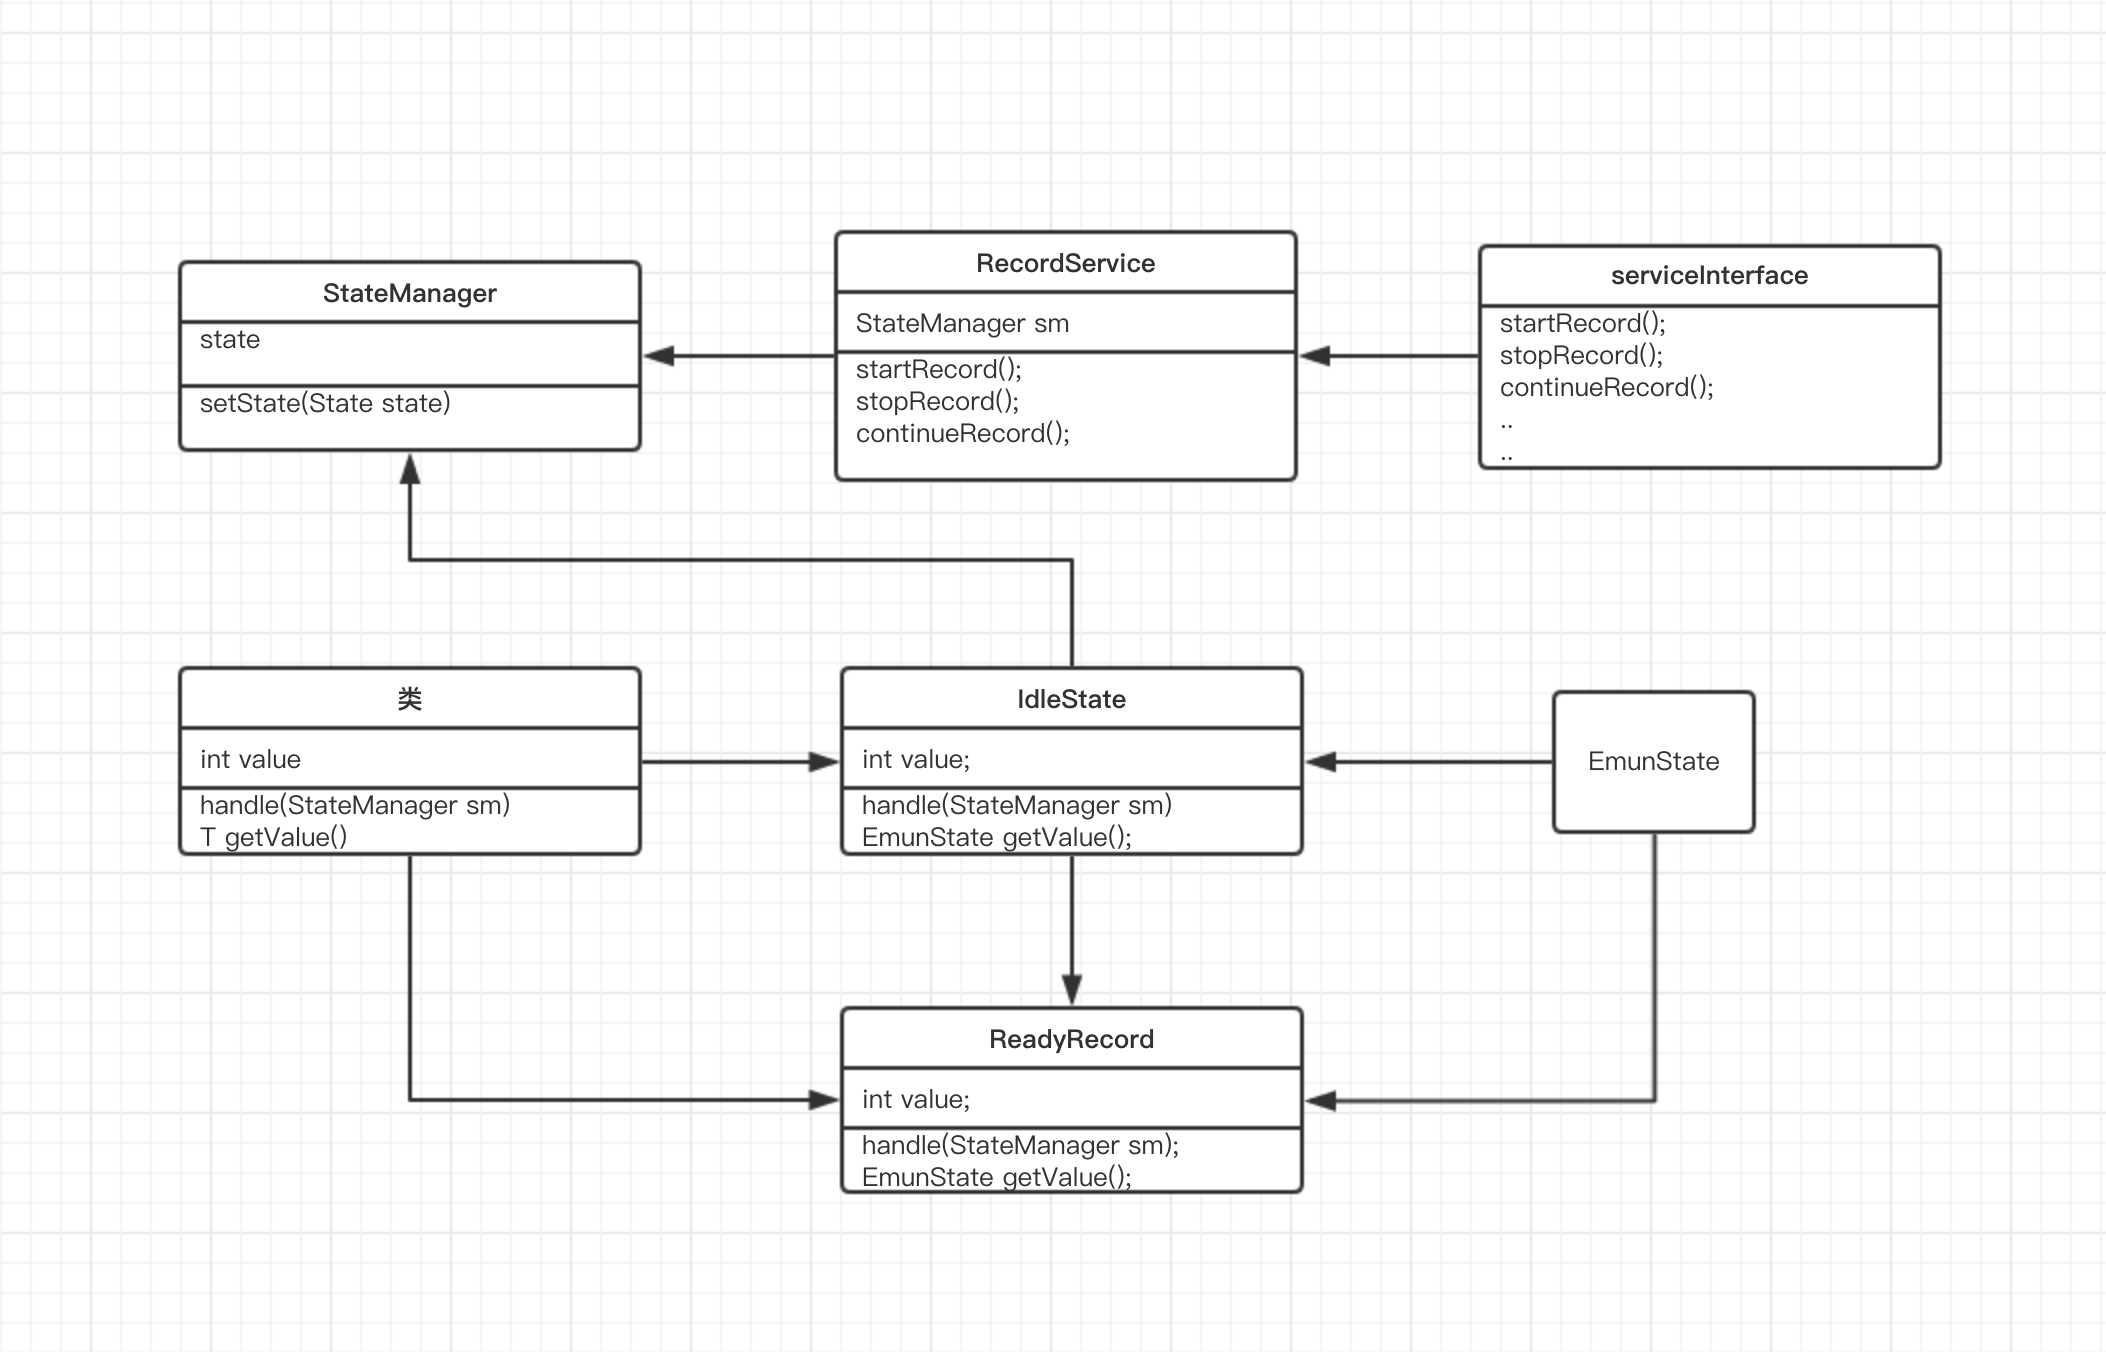 StateManager
state
setState(State state)
RecordService
StateManager sm
startRecord();
stopRecord();
continueRecord();
serviceInterface
startRecord();
stopRecord();
continueRecord();
..
..
类
int value
handle(StateManager sm)
T getValue()
IdleState
int value;
handle(StateManager sm)
EmunState getValue();
EmunState
ReadyRecord
int value;
handle(StateManager sm);
EmunState getValue();